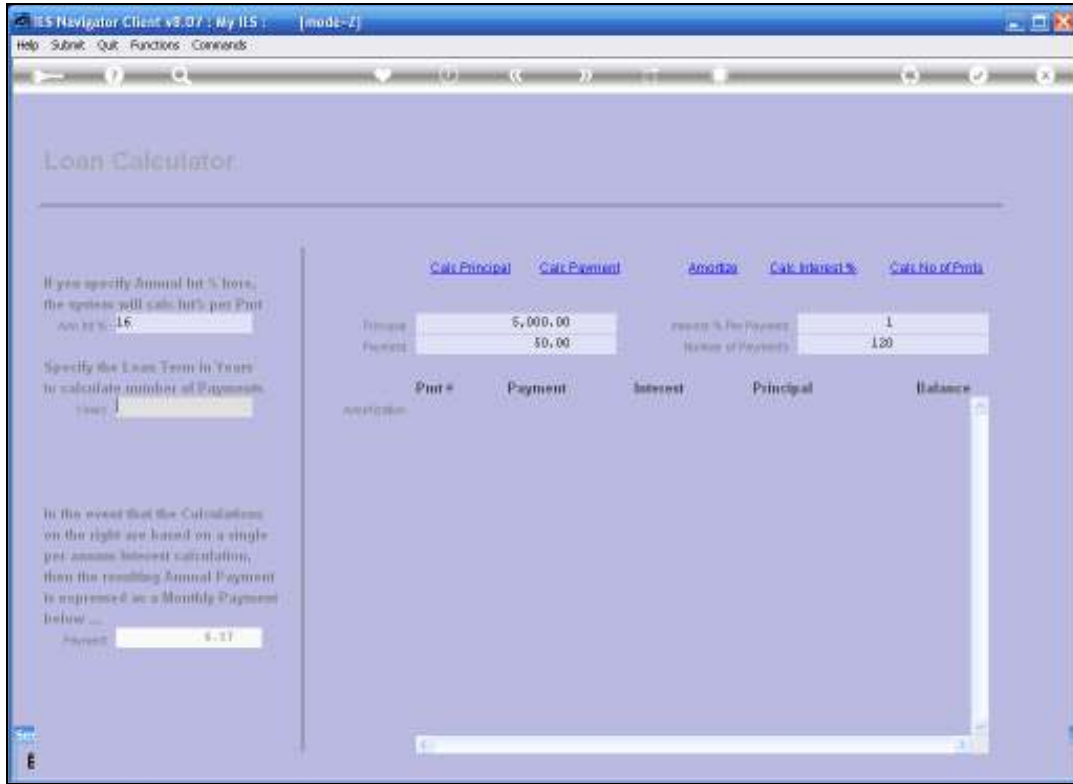 IES Navigator Client v8.07 : My IES : [mode=2]
Help Submit Quit Functions Commands
Loan Calculator
Calc Principal Calc Payment Amortize Calc Interest % Calc No of Pmts
If you specify Annual Int % here,
the system will calc Int% per Pmt
Ann Int % 16
Principal 5,000.00 Interest % Per Payment 1
Payment 50.00 Number of Payments 120
Specify the Loan Term in Years
to calculate number of Payments
Years
Pmt # Payment Interest Principal Balance
Amortization
In the event that the Calculations
on the right are based on a single
per annum Interest calculation,
then the resulting Annual Payment
is expressed as a Monthly Payment
below ...
Payment